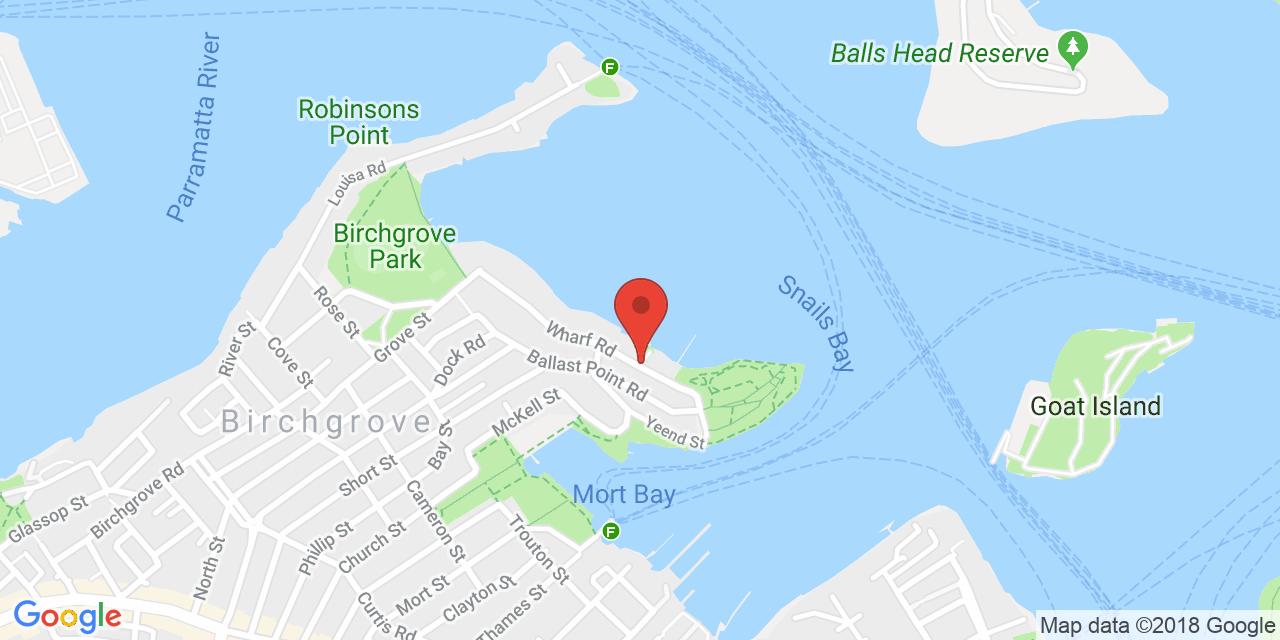 Balls Head Reserve
Parramatta River
F
Robinsons
Point
Louisa Rd
Birchgrove
Park
Snails Bay
Rose St
Grove St
Wharf Rd
River St
Cove St
Dock Rd
Ballast Point Rd
Goat Island
McKell St
Birchgrove
Yeend St
Bay S
Short St
Birchgrove Rd
Mort Bay
Cameron St
Glassop St
Phillip St
Church St
Trouton St
F
North St
Mort St
Clayton St
Curtis Rd
Thames St
Google
Map data ©2018 Google